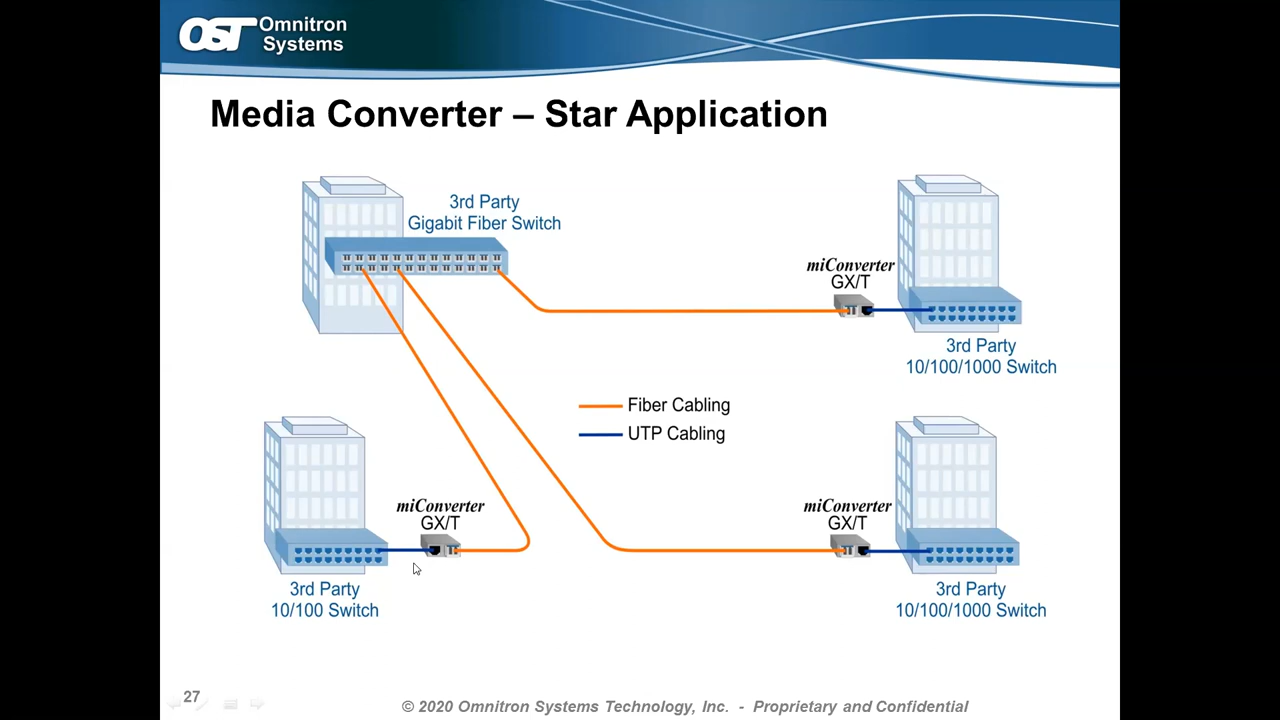 OST Omnitron
Systems
Media Converter – Star Application
3rd Party
Gigabit Fiber Switch
miConverter
GX/T
3rd Party
10/100/1000 Switch
Fiber Cabling
UTP Cabling
miConverter
GX/T
3rd Party
10/100 Switch
miConverter
GX/T
3rd Party
10/100/1000 Switch
27
© 2020 Omnitron Systems Technology, Inc. - Proprietary and Confidential